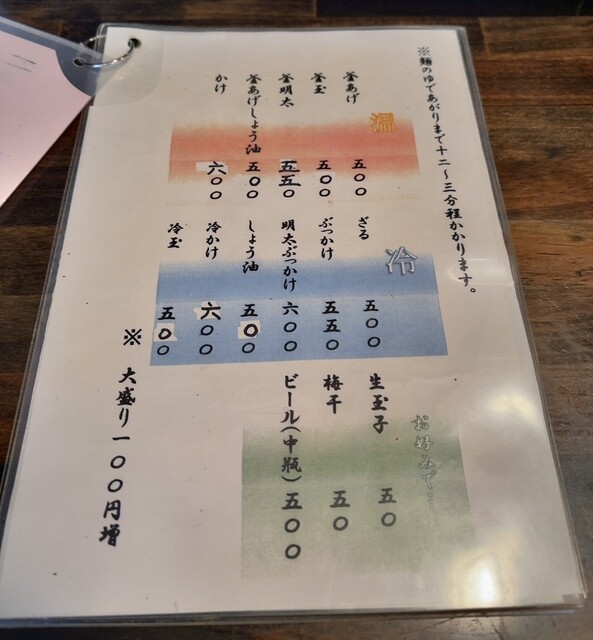 ※麺のゆであがりまで十二~三分程かかります。
温
釜あげ 五〇〇
釜玉 五〇〇
釜明太 五五〇
釜あげしょう油 五〇〇
かけ 六〇〇
冷
ざる 五〇〇
ぶっかけ 五五〇
明太ぶっかけ 六〇〇
しょう油 五〇〇
冷かけ 六〇〇
冷玉 五〇〇
お好みで…
生玉子 五〇
梅干 五〇
ビール(中瓶) 五〇〇
※ 大盛り一〇〇円増